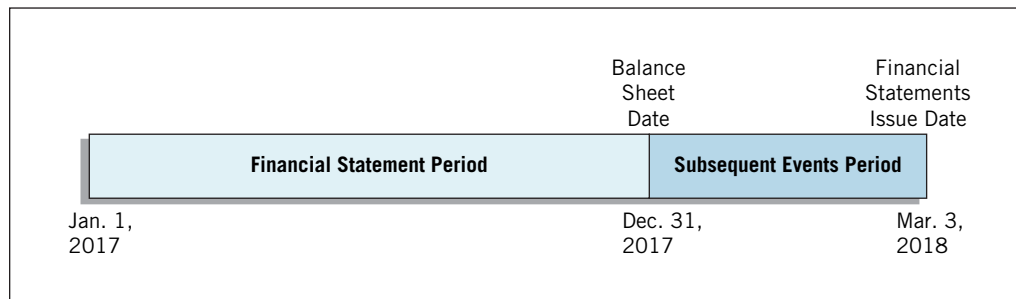 Balance
Sheet
Date
Financial
Statements
Issue Date
Financial Statement Period
Subsequent Events Period
Jan. 1,
2017
Dec. 31,
2017
Mar. 3,
2018